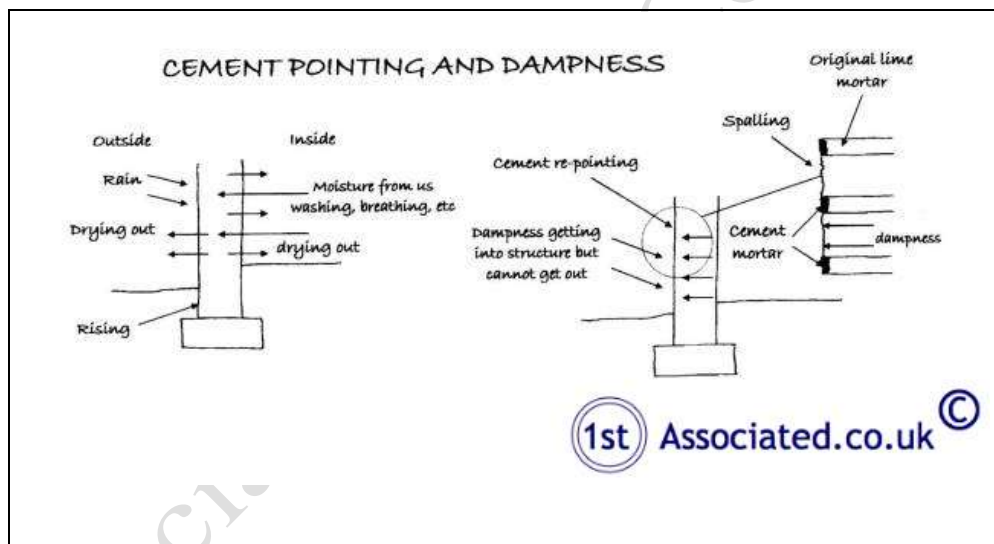 CEMENT POINTING AND DAMPNESS
Outside
Inside
Rain
Moisture from us
washing, breathing, etc
Drying out
drying out
Rising
Original lime
mortar
Spalling
Cement re-pointing
Dampness getting
into structure but
cannot get out
Cement
mortar
dampness
1st Associated.co.uk ©